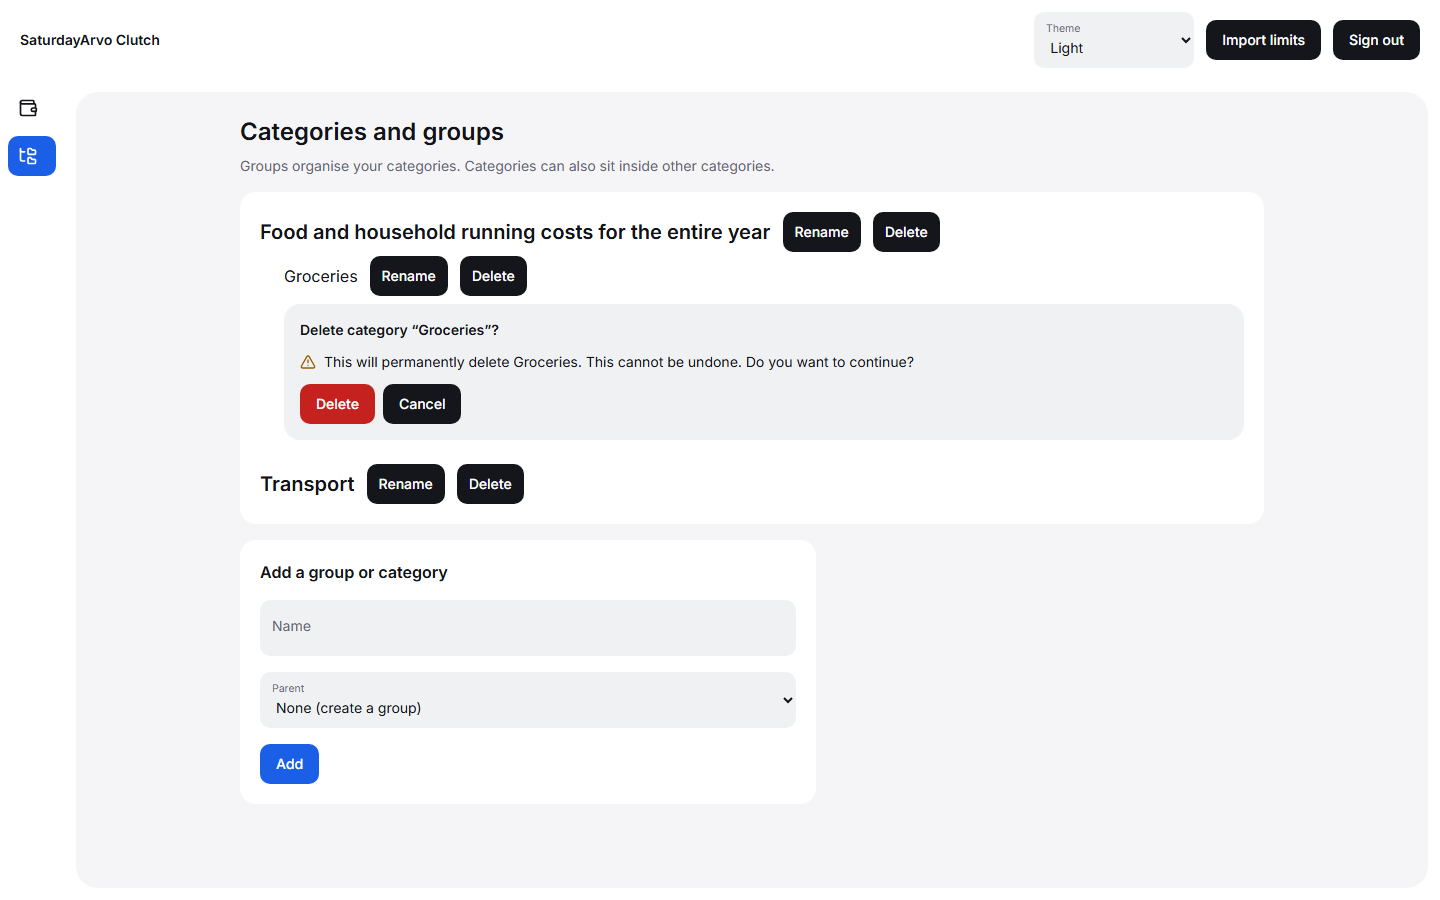 SaturdayArvo Clutch
Theme
Light
Import limits
Sign out
Categories and groups
Groups organise your categories. Categories can also sit inside other categories.
Food and household running costs for the entire year
Rename
Delete
Groceries
Rename
Delete
Delete category “Groceries”?
This will permanently delete Groceries. This cannot be undone. Do you want to continue?
Delete
Cancel
Transport
Rename
Delete
Add a group or category
Name
Parent
None (create a group)
Add